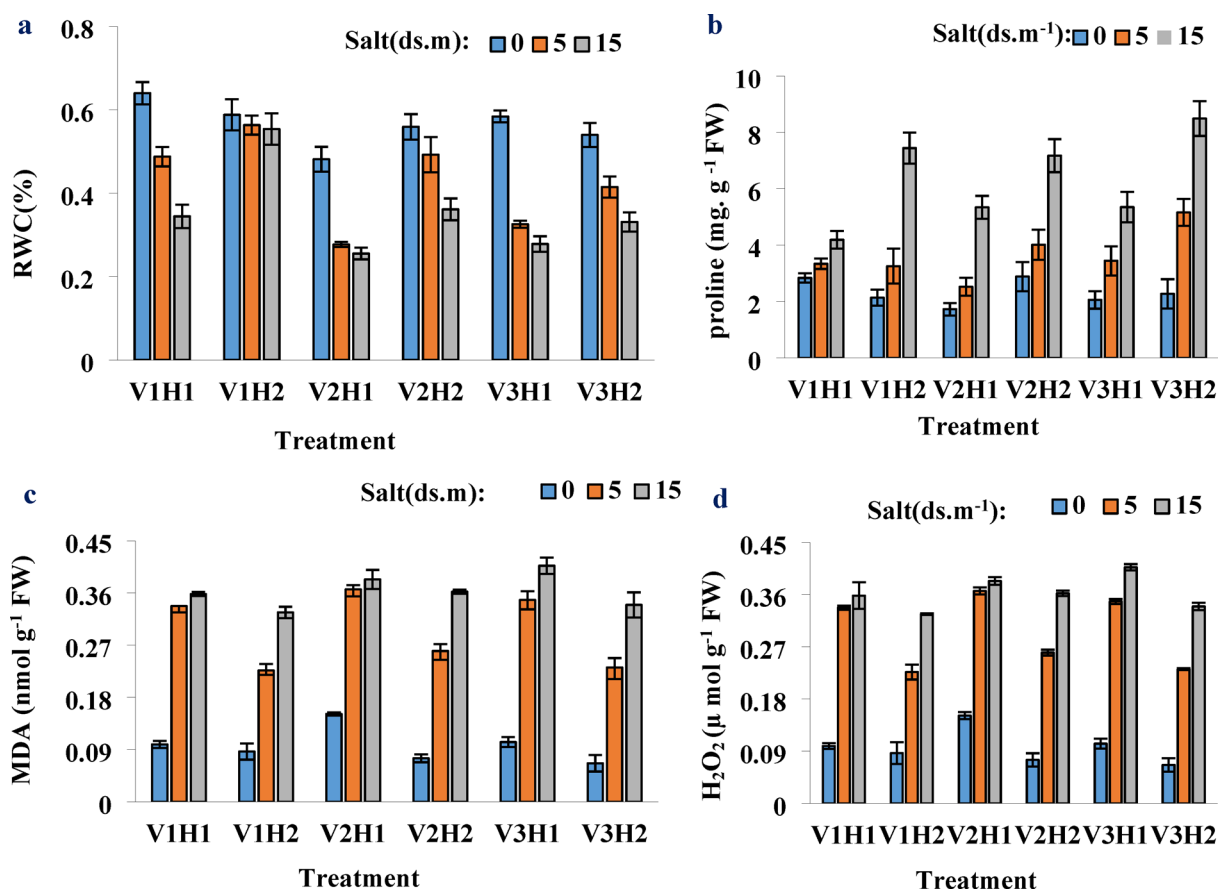 a
Salt(ds.m): 0 5 15
0.8
0.6
0.4
0.2
0
RWC(%)
V1H1 V1H2 V2H1 V2H2 V3H1 V3H2
Treatment
b
Salt(ds.m-1): 0 5 15
10
8
6
4
2
0
proline (mg. g -1 FW)
V1H1 V1H2 V2H1 V2H2 V3H1 V3H2
Treatment
c
Salt(ds.m): 0 5 15
0.45
0.36
0.27
0.18
0.09
0
MDA (nmol g-1 FW)
V1H1 V1H2 V2H1 V2H2 V3H1 V3H2
Treatment
d
Salt(ds.m-1): 0 5 15
0.45
0.36
0.27
0.18
0.09
0
H2O2 (μ mol g-1 FW)
V1H1 V1H2 V2H1 V2H2 V3H1 V3H2
Treatment